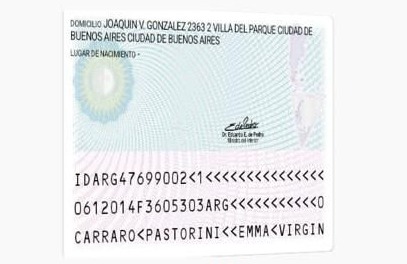 DOMICILIO JOAQUIN V. GONZALEZ 2363 2 VILLA DEL PARQUE CIUDAD DE
BUENOS AIRES CIUDAD DE BUENOS AIRES
LUGAR DE NACIMIENTO -
Dr. Eduardo E. de Pedro
Ministro del Interior
IDARG47699002<1<<<<<<<<<<<<<<<
0612014F3605303ARG<<<<<<<<<<<0
CARRARO<PASTORINI<<EMMA<VIRGIN